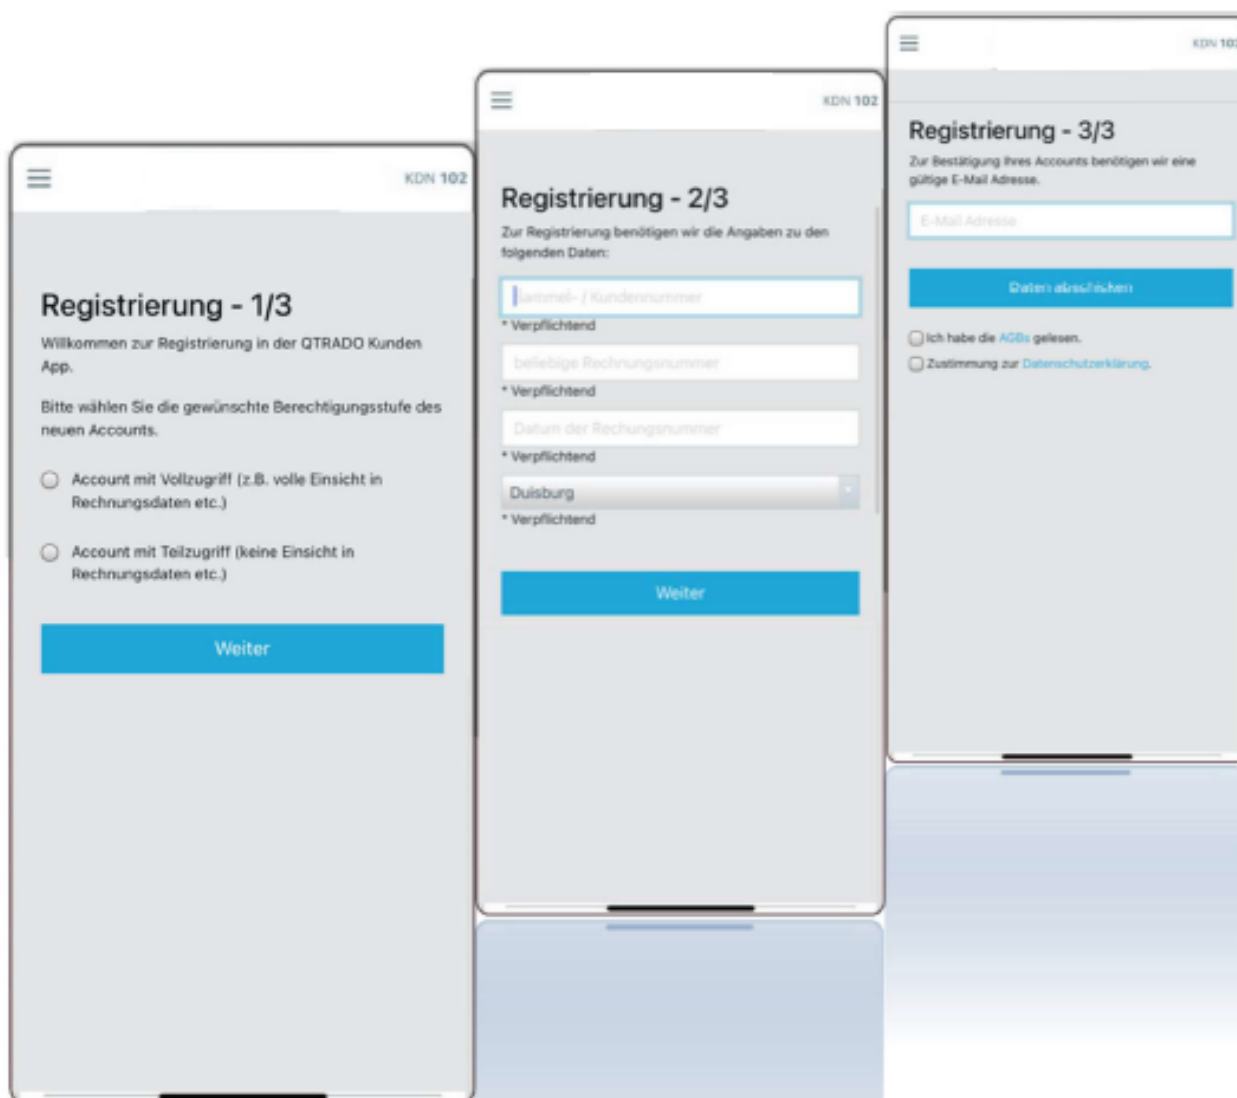 KDN 102
Registrierung - 1/3
Willkommen zur Registrierung in der QTRADO Kunden
App.
Bitte wählen Sie die gewünschte Berechtigungsstufe des
neuen Accounts.
Account mit Vollzugriff (z.B. volle Einsicht in
Rechnungsdaten etc.)
Account mit Teilzugriff (keine Einsicht in
Rechnungsdaten etc.)
Weiter
KDN 102
Registrierung - 2/3
Zur Registrierung benötigen wir die Angaben zu den
folgenden Daten:
Sammel- / Kundennummer
* Verpflichtend
beliebige Rechnungsnummer
* Verpflichtend
Datum der Rechungsnummer
* Verpflichtend
Duisburg
* Verpflichtend
Weiter
KDN 102
Registrierung - 3/3
Zur Bestätigung Ihres Accounts benötigen wir eine
gültige E-Mail Adresse.
E-Mail Adresse
Daten abschicken
Ich habe die AGBs gelesen.
Zustimmung zur Datenschutzerklärung.